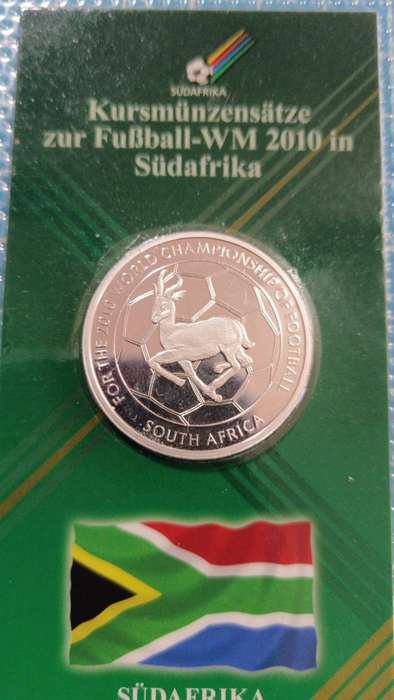 SÜDAFRIKA
Kursmünzensätze
zur Fußball-WM 2010 in
Südafrika
FOR THE 2010 WORLD CHAMPIONSHIP OF FOOTBALL
SOUTH AFRICA
SÜDAFRIKA